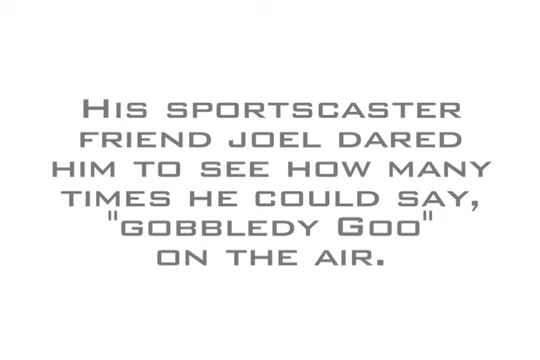 His sportscaster
friend Joel dared
him to see how many
times he could say,
"gobbledy Goo"
on the air.